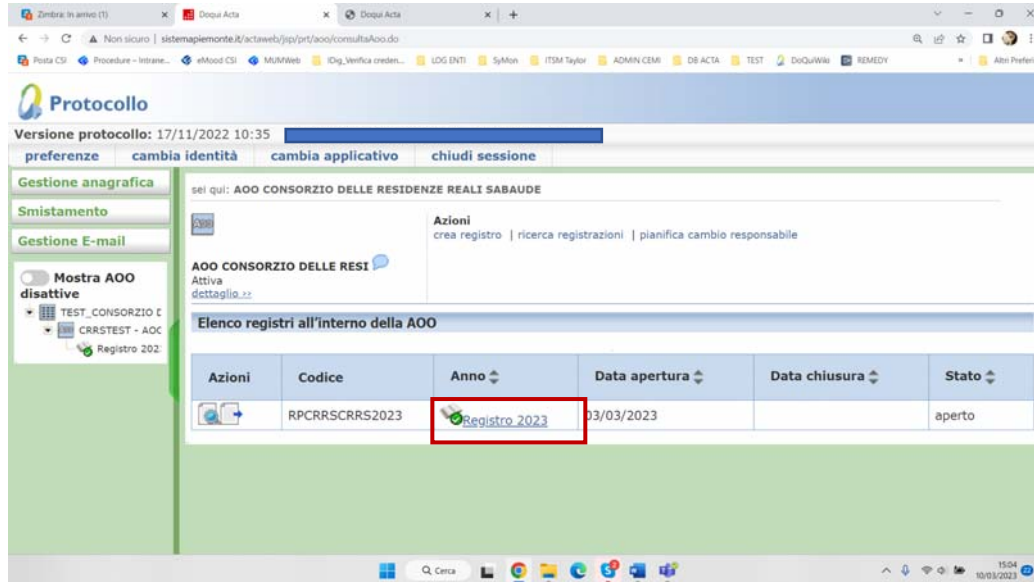 Zimbra: In arrivo (1)
Doqui Acta
Doqui Acta
Non sicuro | sistemapiemonte.it/actaweb/jsp/prt/aoo/consultaAoo.do
Posta CSI
Procedure – Intrane...
eMood CSI
MUMWeb
IDig_Verifica creden...
LOG ENTI
SyMon
ITSM Taylor
ADMIN CEMI
DB ACTA
TEST
DoQuiWiki
REMEDY
»
Altri Preferi
Protocollo
Versione protocollo: 17/11/2022 10:35
preferenze cambia identità cambia applicativo chiudi sessione
Gestione anagrafica
Smistamento
Gestione E-mail
Mostra AOO
disattive
TEST_CONSORZIO D
CRRSTEST - AOC
Registro 202
sei qui: AOO CONSORZIO DELLE RESIDENZE REALI SABAUDE
AOO
AOO CONSORZIO DELLE RESI
Attiva
dettaglio >>
Azioni
crea registro | ricerca registrazioni | pianifica cambio responsabile
Elenco registri all'interno della AOO
Azioni Codice Anno Data apertura Data chiusura Stato
RPCRRSCRRS2023 Registro 2023 03/03/2023 aperto
Cerca
15:04
10/03/2023